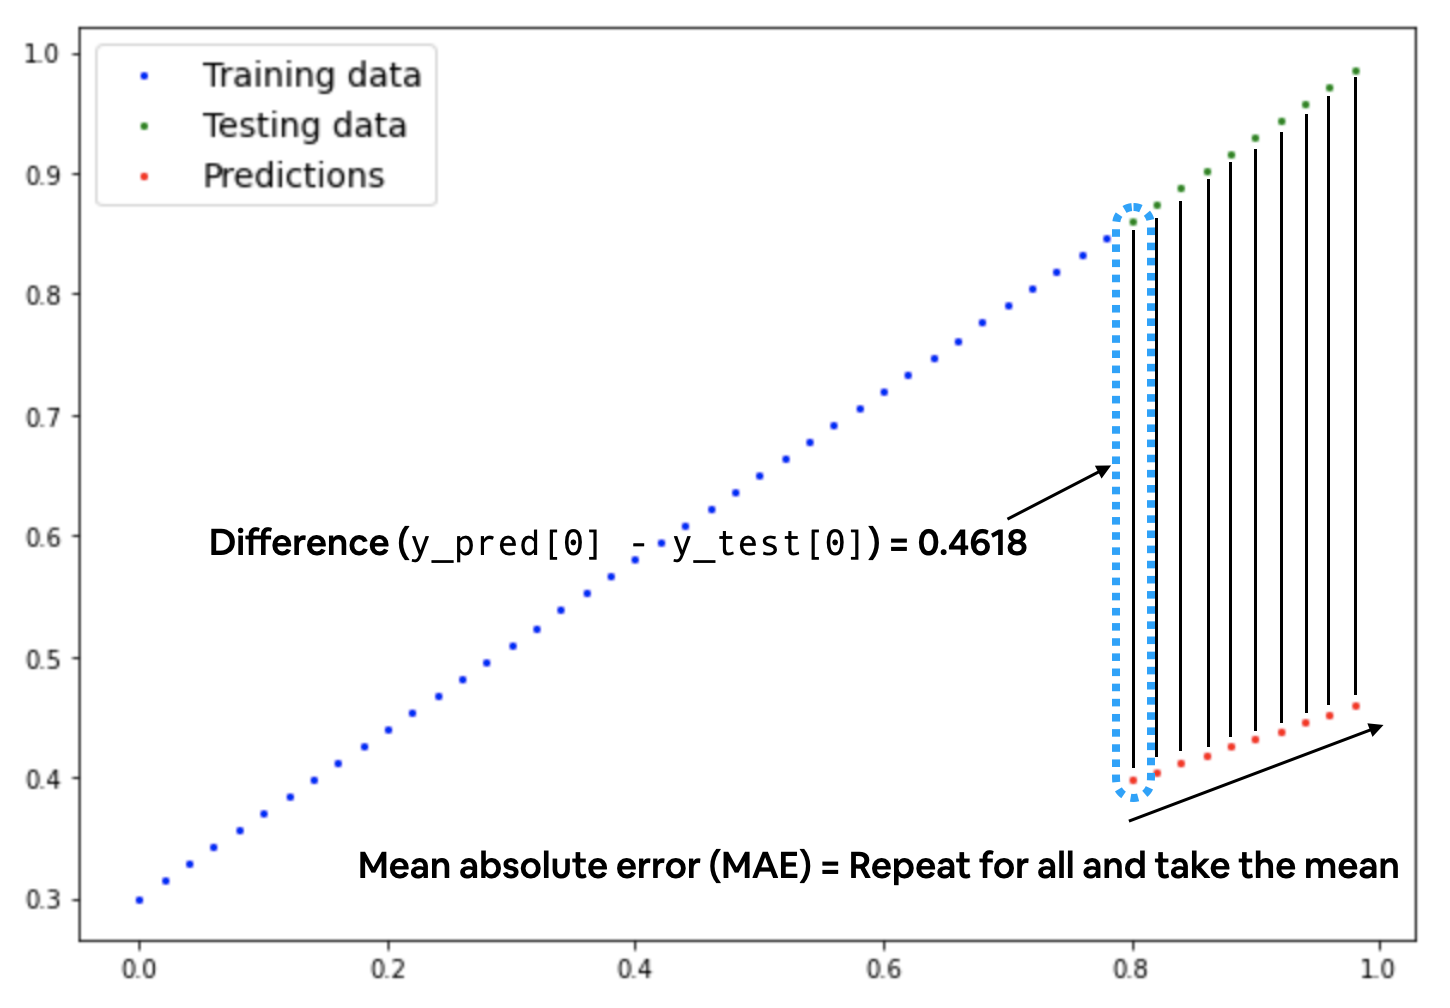 Training data
Testing data
Predictions
1.0
0.9
0.8
0.7
0.6
0.5
0.4
0.3
Difference (y_pred[0] - y_test[0]) = 0.4618
Mean absolute error (MAE) = Repeat for all and take the mean
0.0 0.2 0.4 0.6 0.8 1.0